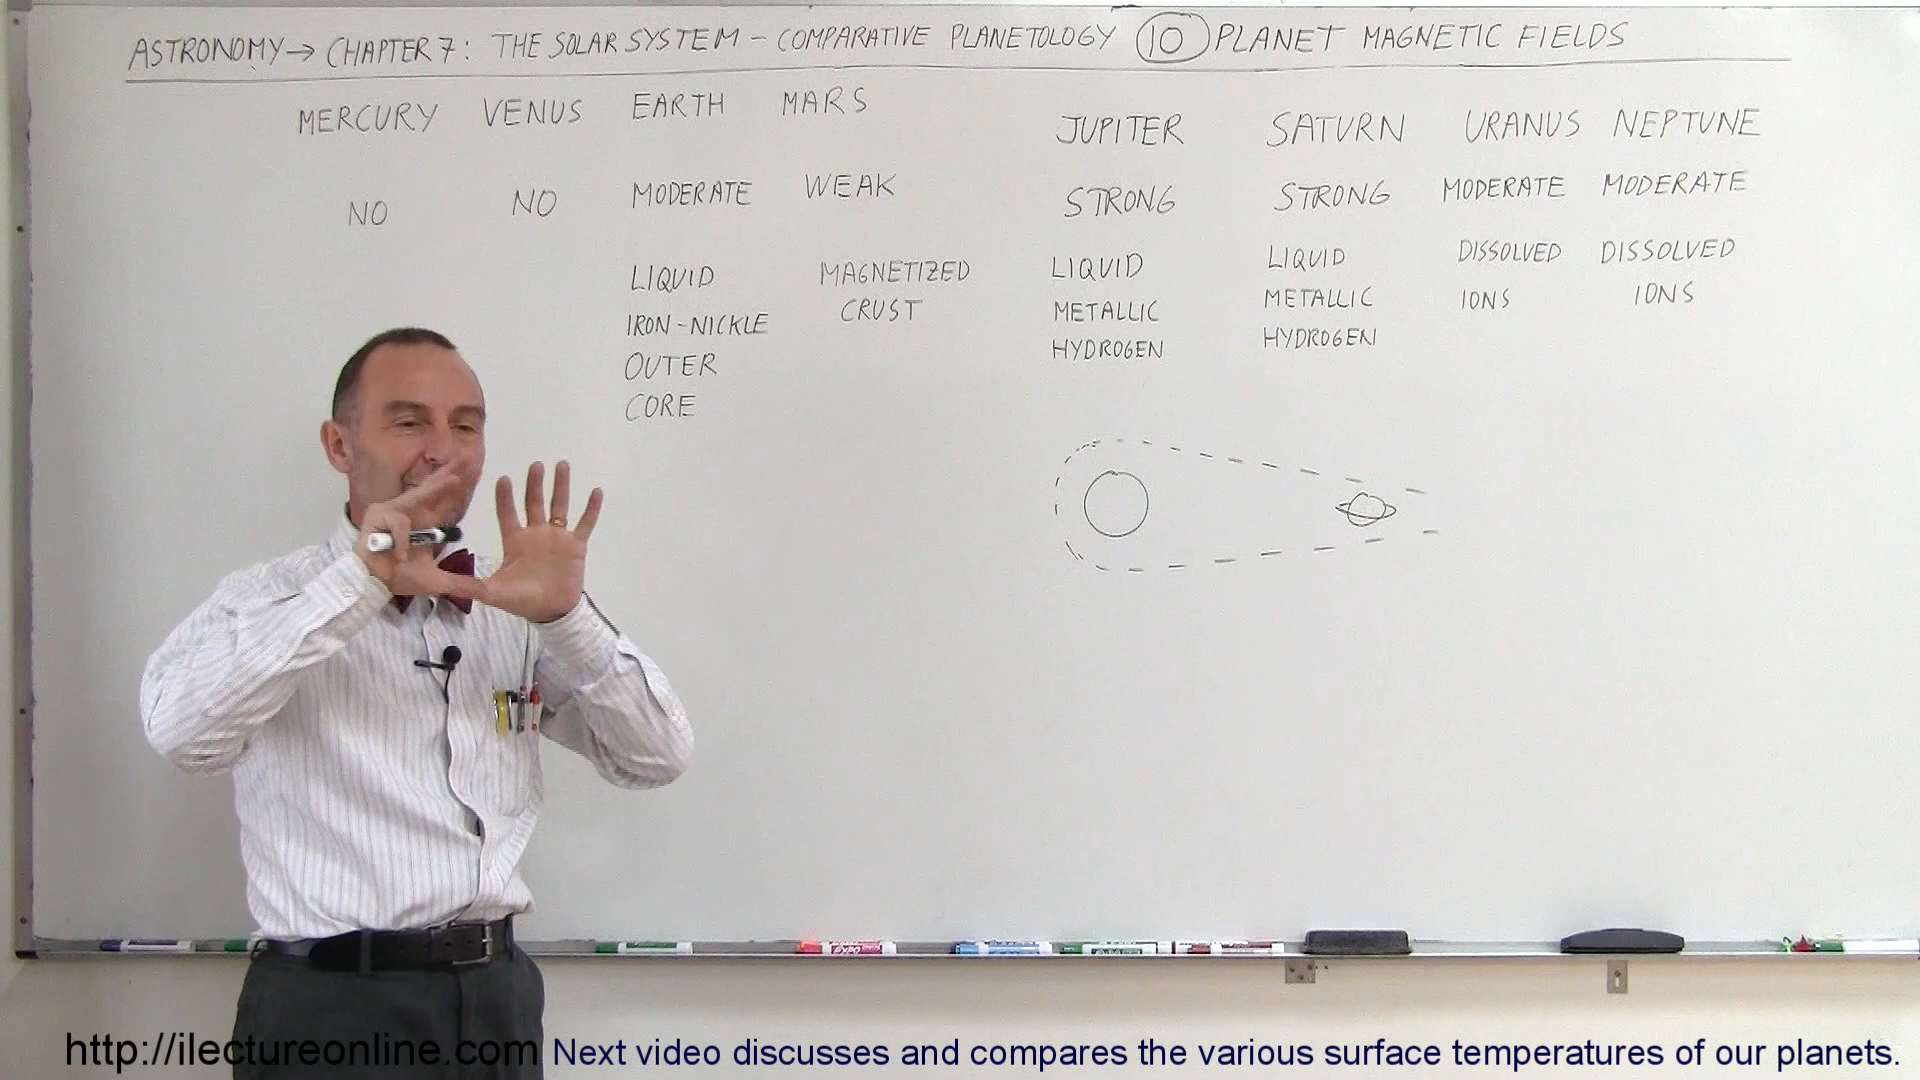 ASTRONOMY → CHAPTER 7: THE SOLAR SYSTEM - COMPARATIVE PLANETOLOGY 10 PLANET MAGNETIC FIELDS
MERCURY VENUS EARTH MARS JUPITER SATURN URANUS NEPTUNE
NO NO MODERATE WEAK STRONG STRONG MODERATE MODERATE
LIQUID MAGNETIZED LIQUID LIQUID DISSOLVED DISSOLVED
IRON-NICKLE CRUST METALLIC METALLIC IONS IONS
OUTER HYDROGEN HYDROGEN
CORE
http://ilectureonline.com Next video discusses and compares the various surface temperatures of our planets.